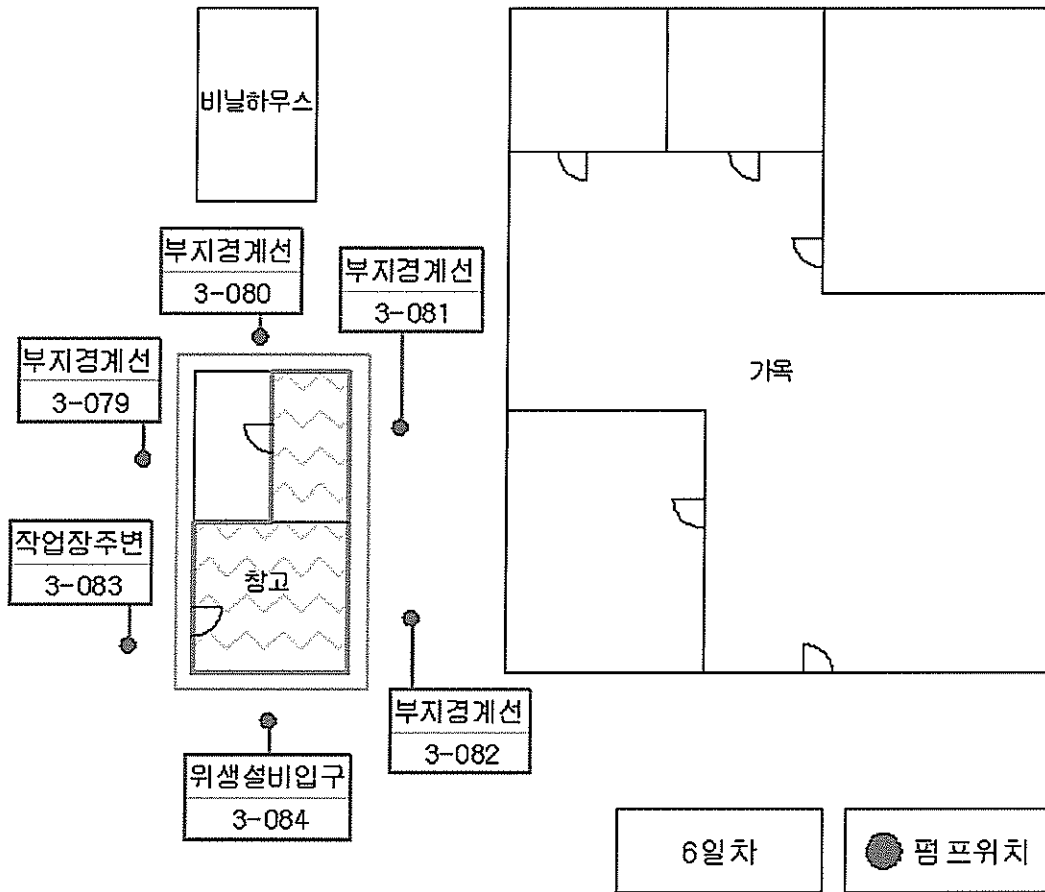 비닐하우스
부지경계선
3-080
부지경계선
3-081
부지경계선
3-079
가옥
작업장주변
3-083
창고
부지경계선
3-082
위생설비입구
3-084
6일차
펌프위치